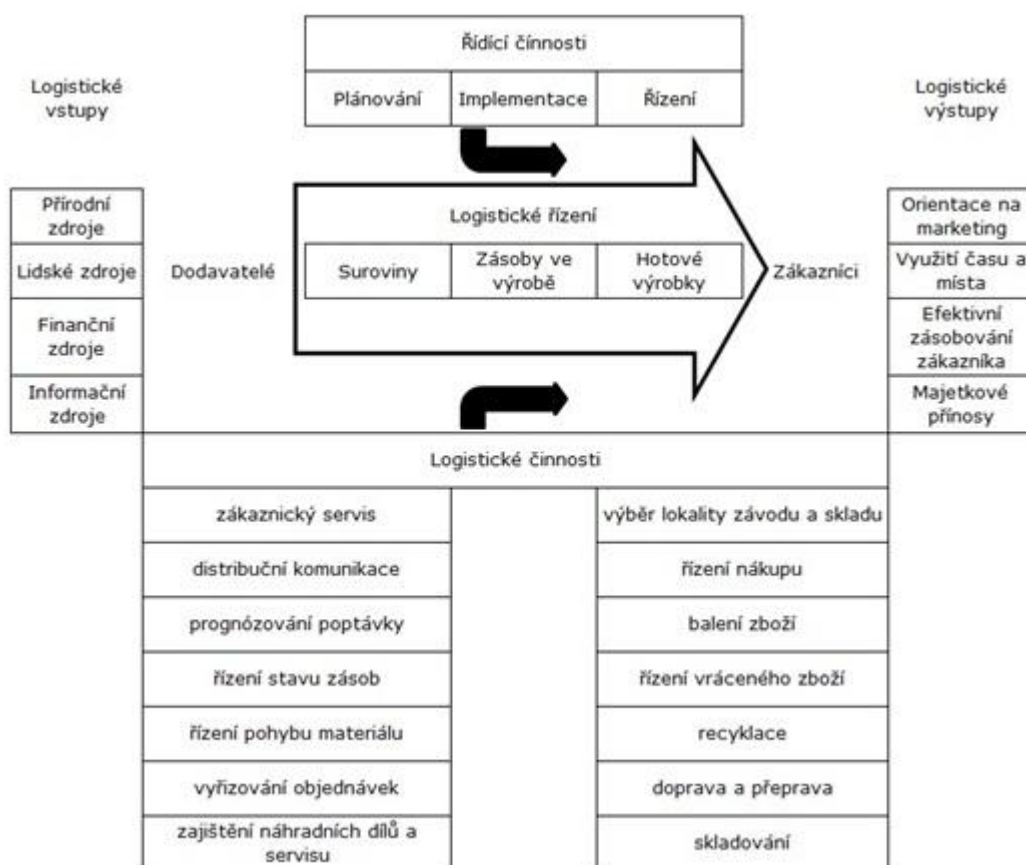 Řídící čínnosti
Logistické
vstupy
Plánování
Implementace
Řízení
Logistické
výstupy
Přírodní
zdroje
Lidské zdroje
Finanční
zdroje
Informační
zdroje
Dodavatelé
Logistické řízení
Suroviny
Zásoby ve
výrobě
Hotové
výrobky
Zákazníci
Orientace na
marketing
Využití času a
místa
Efektivní
zásobování
zákazníka
Majetkové
přínosy
Logistické činnosti
zákaznický servis
distribuční komunikace
prognózování poptávky
řízení stavu zásob
řízení pohybu materiálu
vyřizování objednávek
zajištění náhradních dílů a
servisu
výběr lokality závodu a skladu
řízení nákupu
balení zboží
řízení vráceného zboží
recyklace
doprava a přeprava
skladování